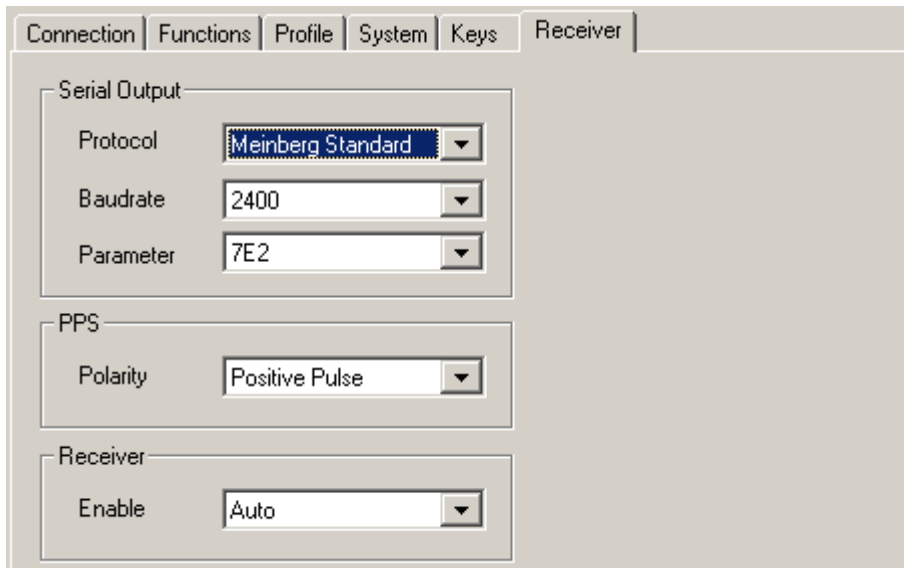 Connection Functions Profile System Keys Receiver
Serial Output
Protocol Meinberg Standard
Baudrate 2400
Parameter 7E2
PPS
Polarity Positive Pulse
Receiver
Enable Auto